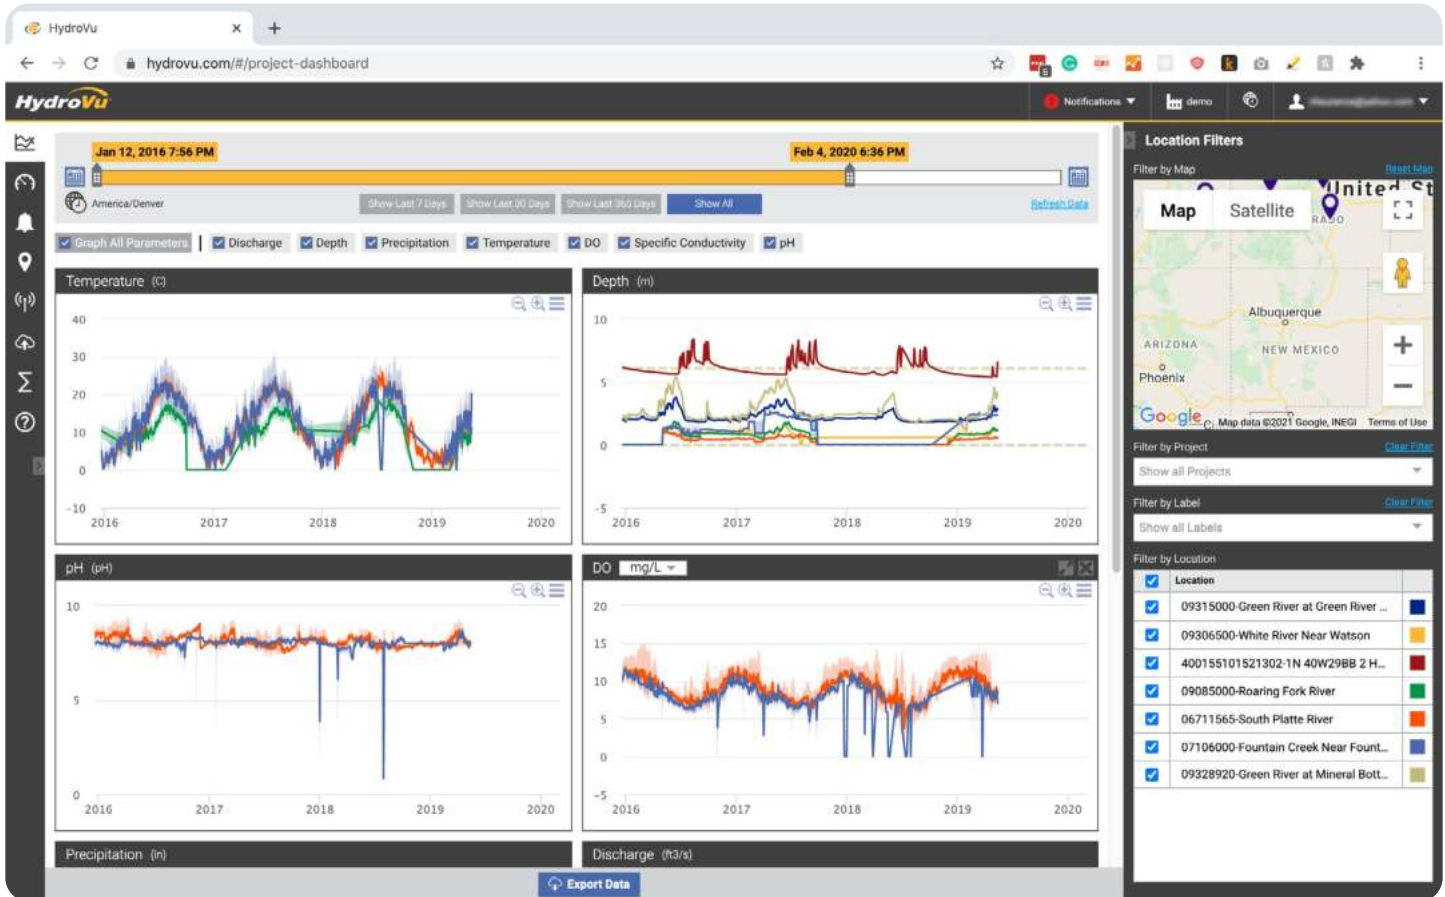 HydroVu
hydrovu.com/#/project-dashboard
HydroVu
Notifications
demo
Jan 12, 2016 7:56 PM
Feb 4, 2020 6:36 PM
America/Denver
Show Last 7 Days
Show Last 30 Days
Show Last 365 Days
Show All
Refresh Data
Graph All Parameters
Discharge
Depth
Precipitation
Temperature
DO
Specific Conductivity
pH
Temperature (C)
40
30
20
10
0
-10
2016 2017 2018 2019 2020
Depth (m)
10
5
0
-5
2016 2017 2018 2019 2020
pH (pH)
10
5
0
2016 2017 2018 2019 2020
DO mg/L
20
15
10
5
0
-5
2016 2017 2018 2019 2020
Precipitation (in)
Discharge (ft3/s)
Export Data
Location Filters
Filter by Map Reset Map
United St
Map Satellite
RADO
Albuquerque
ARIZONA
NEW MEXICO
Phoenix
Google
Map data ©2021 Google, INEGI Terms of Use
Filter by Project Clear Filter
Show all Projects
Filter by Label Clear Filter
Show all Labels
Filter by Location
Location
09315000-Green River at Green River ...
09306500-White River Near Watson
400155101521302-1N 40W29BB 2 H...
09085000-Roaring Fork River
06711565-South Platte River
07106000-Fountain Creek Near Fount...
09328920-Green River at Mineral Bott...